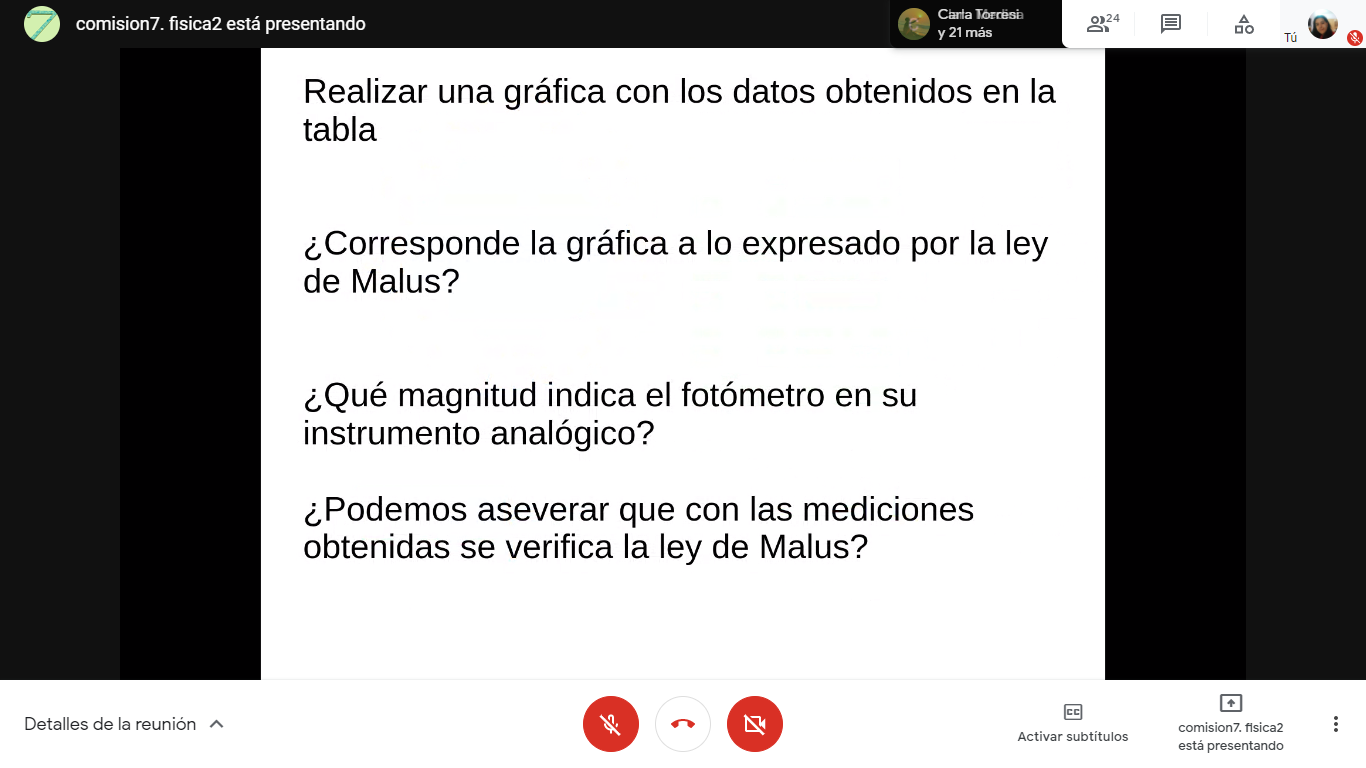 comision7. fisica2 está presentando
Carla Torresi
y 21 más
24
Tú
Realizar una gráfica con los datos obtenidos en la
tabla
¿Corresponde la gráfica a lo expresado por la ley
de Malus?
¿Qué magnitud indica el fotómetro en su
instrumento analógico?
¿Podemos aseverar que con las mediciones
obtenidas se verifica la ley de Malus?
Detalles de la reunión
CC
Activar subtítulos
comision7. fisica2
está presentando